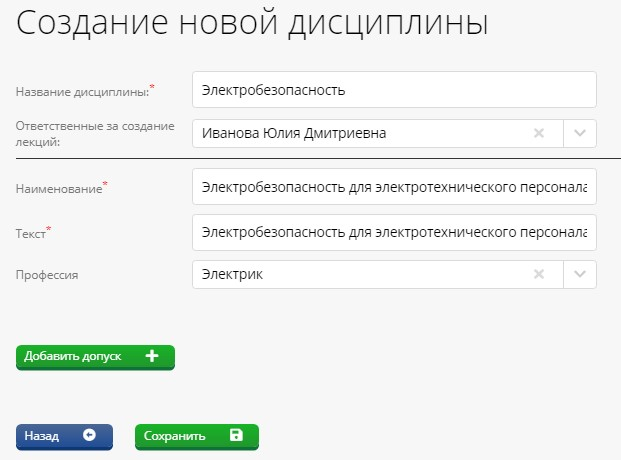 Создание новой дисциплины
Название дисциплины:* Электробезопасность
Ответственные за создание лекций: Иванова Юлия Дмитриевна
Наименование* Электробезопасность для электротехнического персонала
Текст* Электробезопасность для электротехнического персонала
Профессия Электрик
Добавить допуск
Назад Сохранить